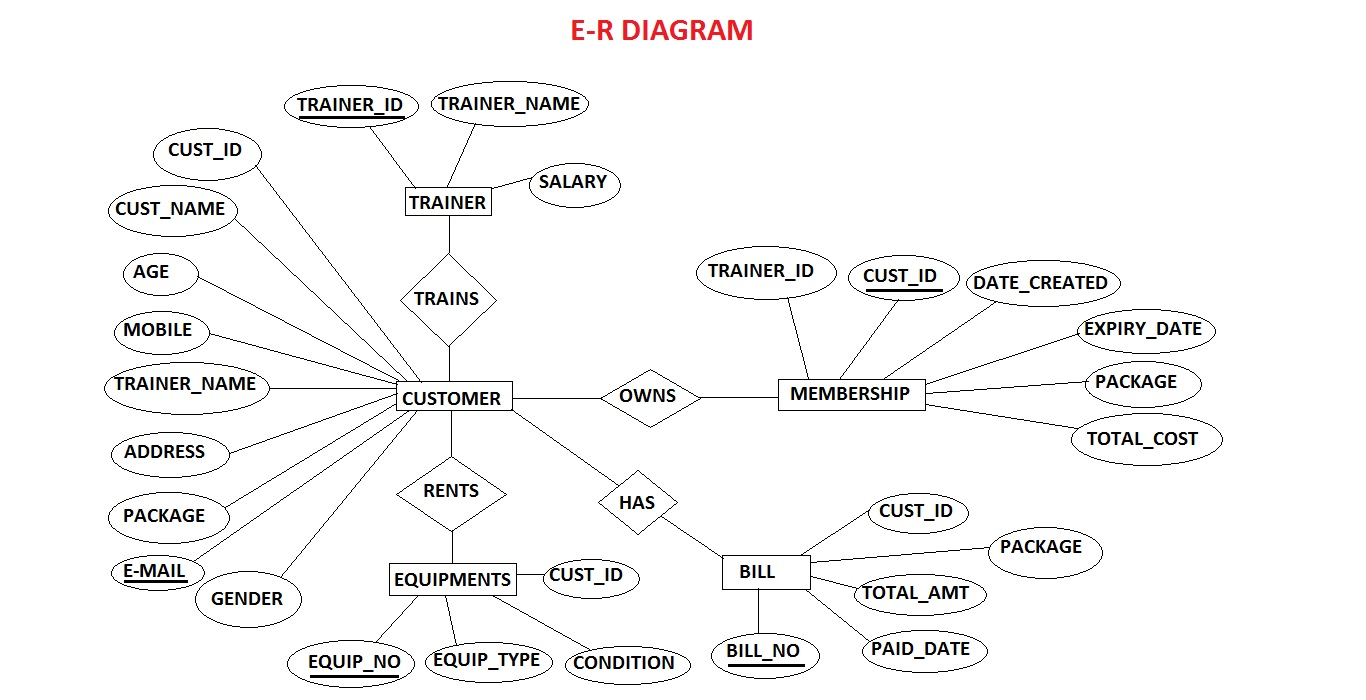 E-R DIAGRAM
TRAINER_ID
TRAINER_NAME
CUST_ID
SALARY
TRAINER
CUST_NAME
AGE
TRAINS
MOBILE
TRAINER_NAME
CUSTOMER
OWNS
MEMBERSHIP
TRAINER_ID
CUST_ID
DATE_CREATED
EXPIRY_DATE
PACKAGE
TOTAL_COST
ADDRESS
PACKAGE
E-MAIL
GENDER
RENTS
HAS
EQUIPMENTS
CUST_ID
EQUIP_NO
EQUIP_TYPE
CONDITION
BILL
CUST_ID
PACKAGE
TOTAL_AMT
PAID_DATE
BILL_NO